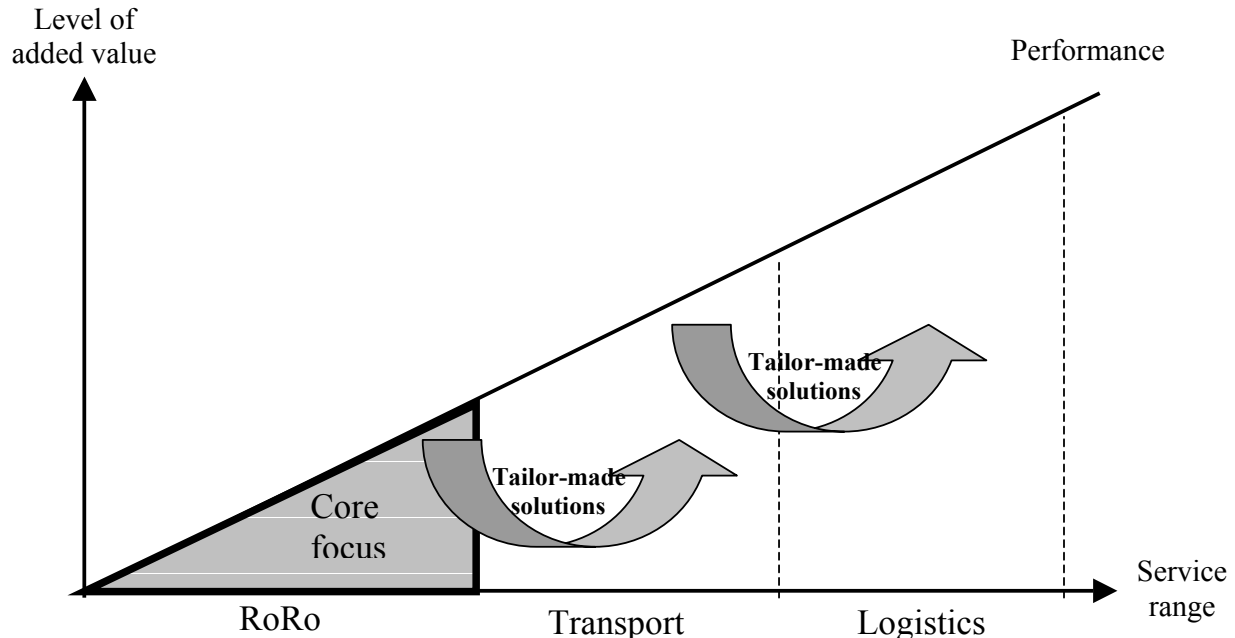 Level of
added value
Performance
Tailor-made
solutions
Tailor-made
solutions
Core
focus
Service
range
RoRo
Transport
Logistics